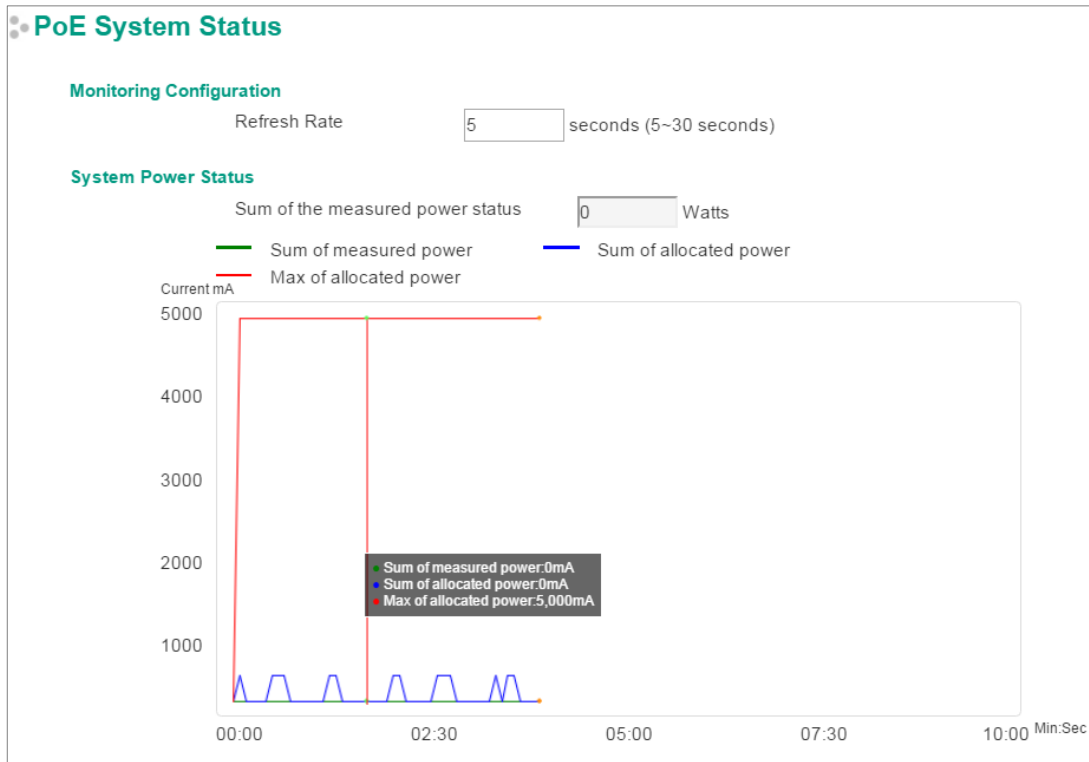 PoE System Status
Monitoring Configuration
Refresh Rate 5 seconds (5~30 seconds)
System Power Status
Sum of the measured power status 0 Watts
Sum of measured power Sum of allocated power
Max of allocated power
Current mA
5000
4000
3000
2000
Sum of measured power:0mA
Sum of allocated power:0mA
Max of allocated power:5,000mA
1000
00:00 02:30 05:00 07:30 10:00 Min:Sec